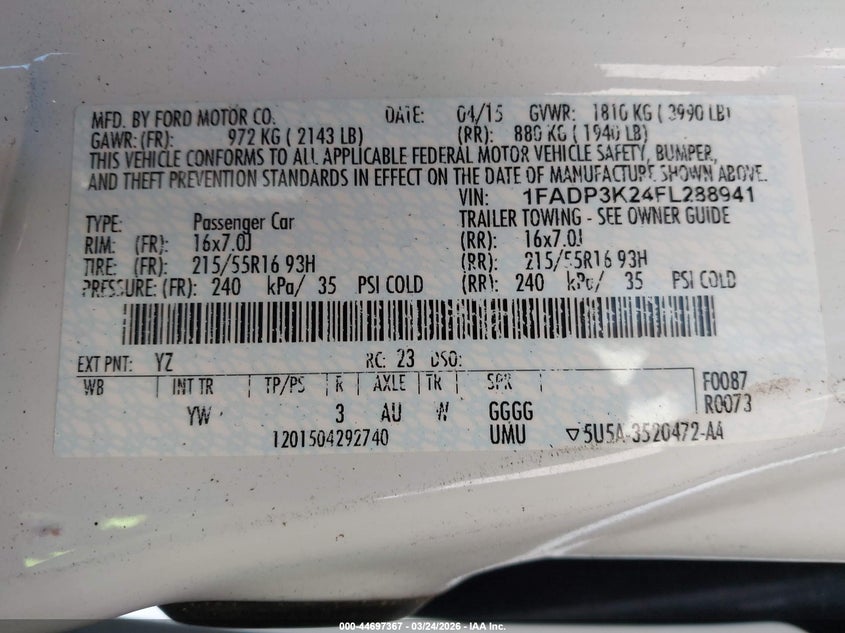 MFD. BY FORD MOTOR CO. DATE: 04/15 GVWR: 1810 KG ( 3990 LB)
GAWR: (FR): 972 KG ( 2143 LB) (RR): 880 KG ( 1940 LB)
THIS VEHICLE CONFORMS TO ALL APPLICABLE FEDERAL MOTOR VEHICLE SAFETY, BUMPER,
AND THEFT PREVENTION STANDARDS IN EFFECT ON THE DATE OF MANUFACTURE SHOWN ABOVE.
VIN: 1FADP3K24FL288941
TYPE: Passenger Car TRAILER TOWING - SEE OWNER GUIDE
RIM: (FR): 16x7.0J (RR): 16x7.0J
TIRE: (FR): 215/55R16 93H (RR): 215/55R16 93H
PRESSURE: (FR): 240 kPa/ 35 PSI COLD (RR): 240 kPa/ 35 PSI COLD
EXT PNT: YZ RC: 23 DSO:
WB INT TR TP/PS R AXLE TR SPR F0087
YW 3 AU W GGGG R0073
1201504292740 UMU ▽5U5A-3520472-AA
000-44697367 - 03/24/2026 - IAA Inc.